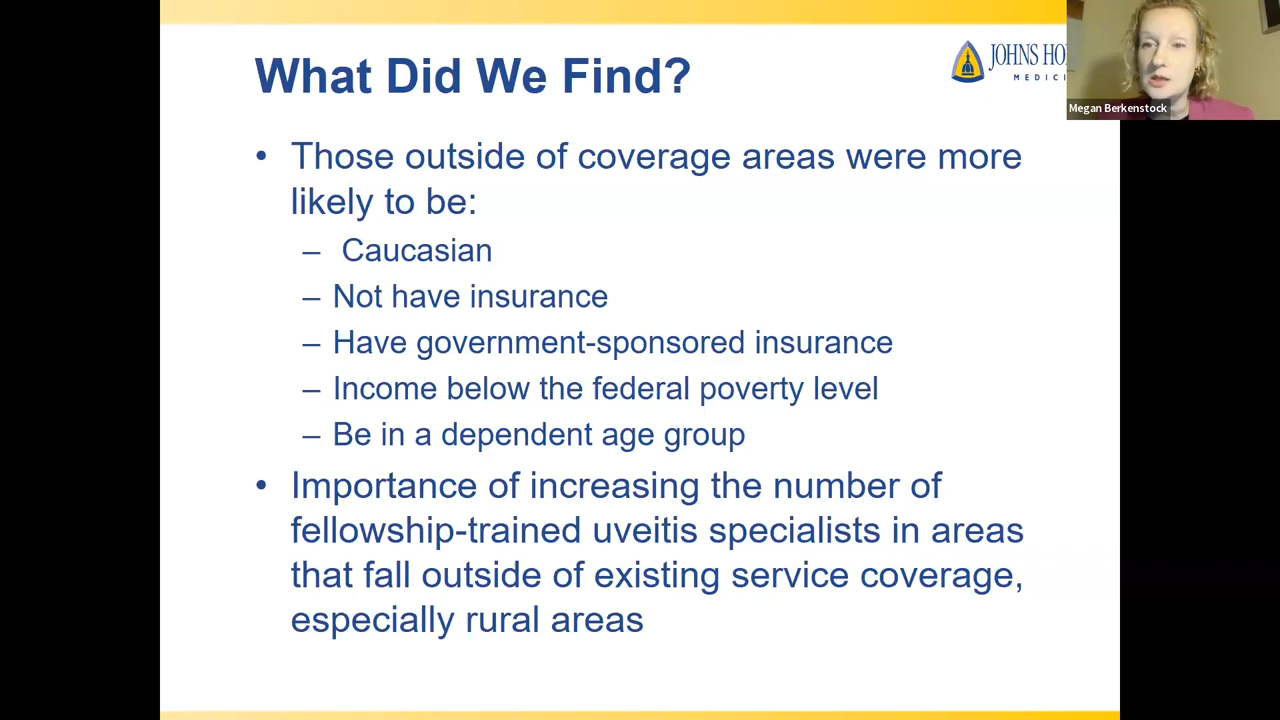 What Did We Find?
JOHNS HO
MEDICI
Megan Berkenstock
• Those outside of coverage areas were more
likely to be:
– Caucasian
– Not have insurance
– Have government-sponsored insurance
– Income below the federal poverty level
– Be in a dependent age group
• Importance of increasing the number of
fellowship-trained uveitis specialists in areas
that fall outside of existing service coverage,
especially rural areas